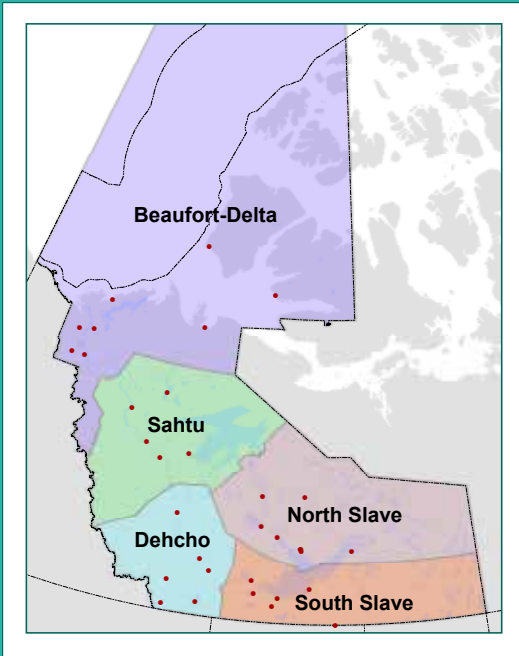 Beaufort-Delta
Sahtu
North Slave
Dehcho
South Slave